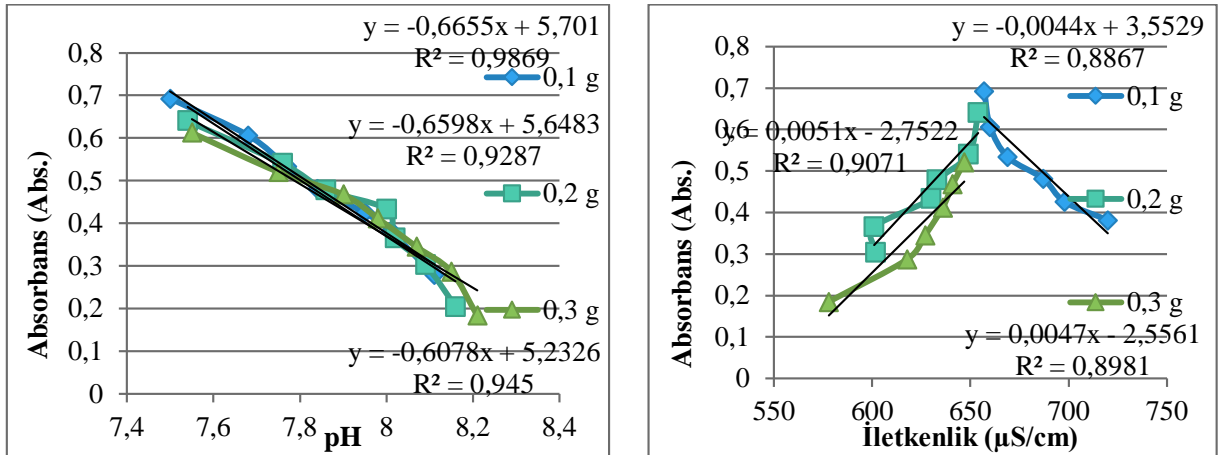 y = -0,6655x + 5,701
R² = 0,9869
y = -0,6598x + 5,6483
R² = 0,9287
y = -0,6078x + 5,2326
R² = 0,945
0,1 g
0,2 g
0,3 g
Absorbans (Abs.)
0,8
0,7
0,6
0,5
0,4
0,3
0,2
0,1
0
7,4
7,6
7,8
8
8,2
8,4
pH
y = -0,0044x + 3,5529
R² = 0,8867
y = 0,0051x - 2,7522
R² = 0,9071
y = 0,0047x - 2,5561
R² = 0,8981
0,1 g
0,2 g
0,3 g
Absorbans (Abs.)
0,8
0,7
0,6
0,5
0,4
0,3
0,2
0,1
0
550
600
650
700
750
İletkenlik (µS/cm)